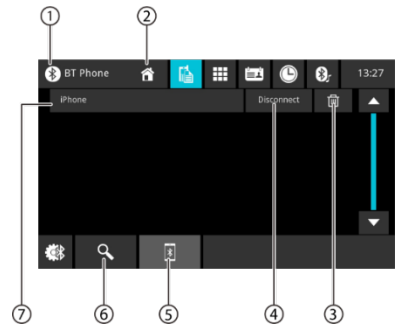 ① ②
BT Phone 13:27
iPhone Disconnect
⑦ ⑥ ⑤ ④ ③